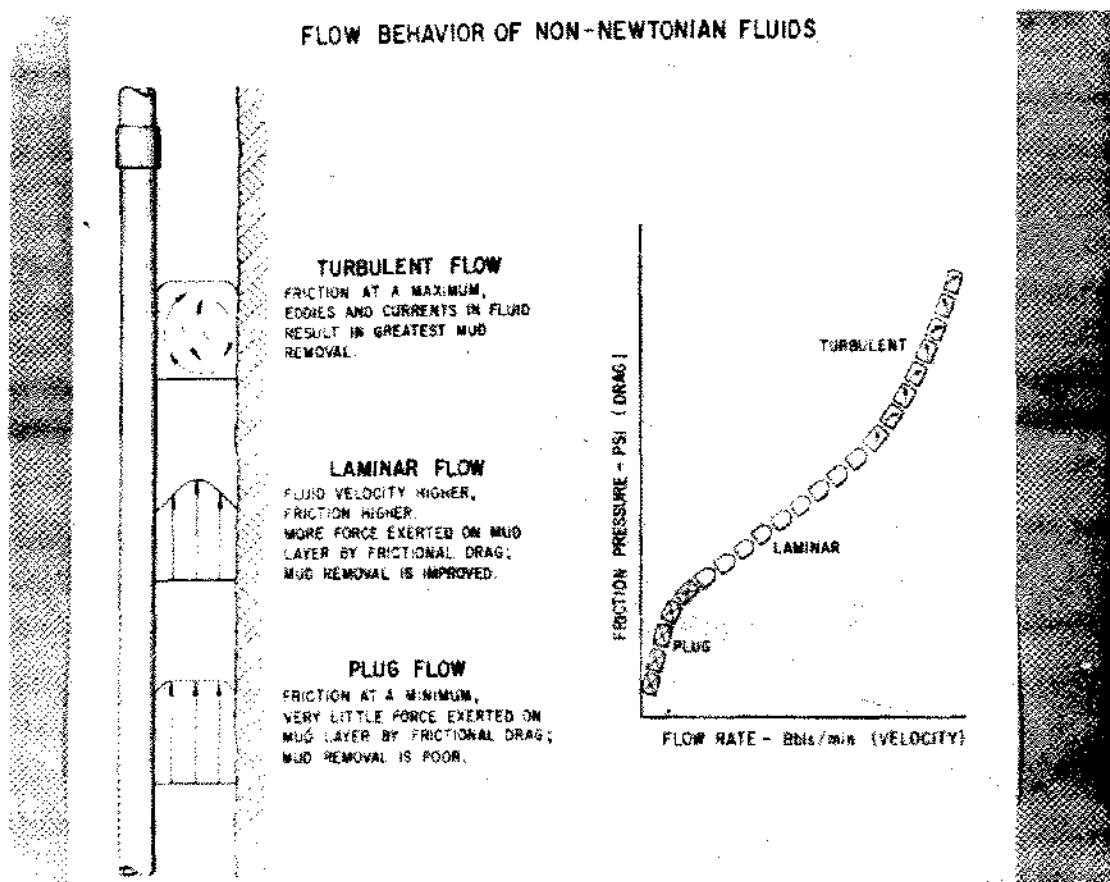 FLOW BEHAVIOR OF NON-NEWTONIAN FLUIDS
TURBULENT FLOW
FRICTION AT A MAXIMUM,
EDDIES AND CURRENTS IN FLUID
RESULT IN GREATEST MUD
REMOVAL.
LAMINAR FLOW
FLUID VELOCITY HIGHER,
FRICTION HIGHER.
MORE FORCE EXERTED ON MUD
LAYER BY FRICTIONAL DRAG;
MUD REMOVAL IS IMPROVED.
PLUG FLOW
FRICTION AT A MINIMUM,
VERY LITTLE FORCE EXERTED ON
MUD LAYER BY FRICTIONAL DRAG;
MUD REMOVAL IS POOR.
FRICTION PRESSURE - PSI (DRAG)
TURBULENT
LAMINAR
PLUG
FLOW RATE - Bbls/min (VELOCITY)